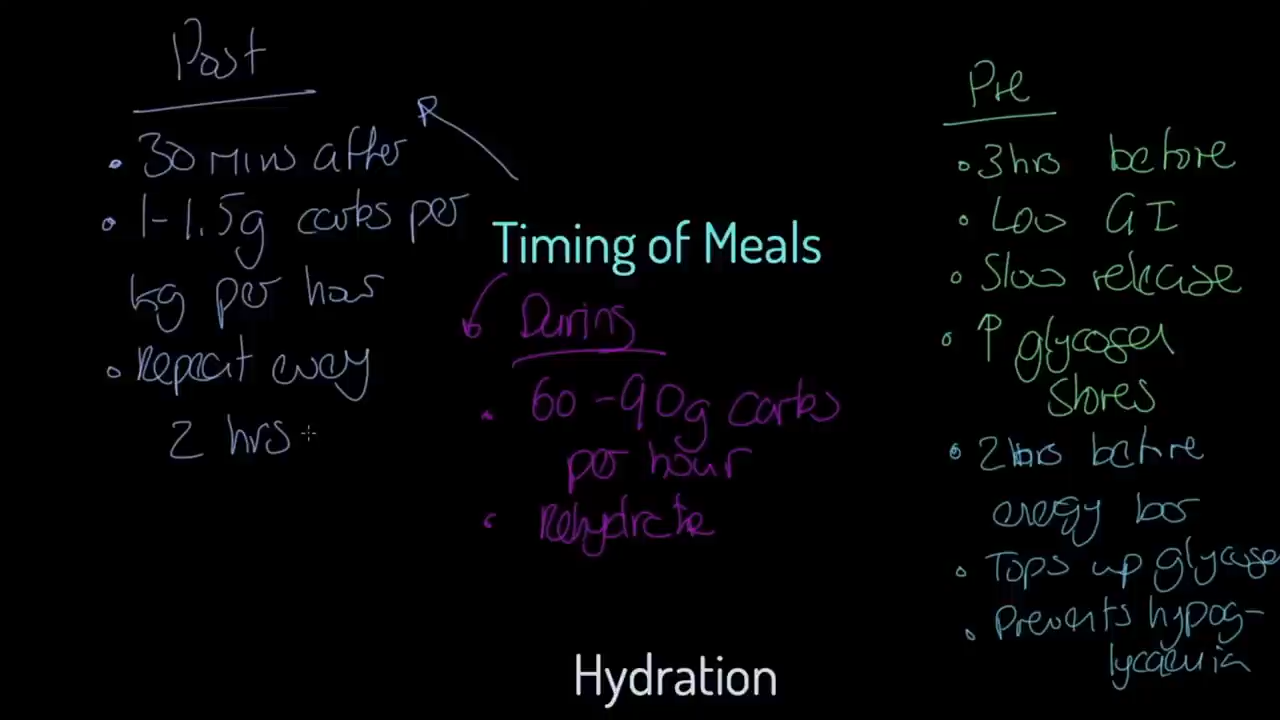 Post
• 30 mins after
• 1-1.5g carbs per
kg per hour
• Repeat every
2 hrs
Timing of Meals
During
• 60-90g carbs
per hour
• Rehydrate
Pre
• 3hrs before
• Low GI
• Slow release
• ↑ glycogen
stores
• 2hrs before
energy bar
• Tops up glycogen
• Prevents hypog-
lycaemia
Hydration